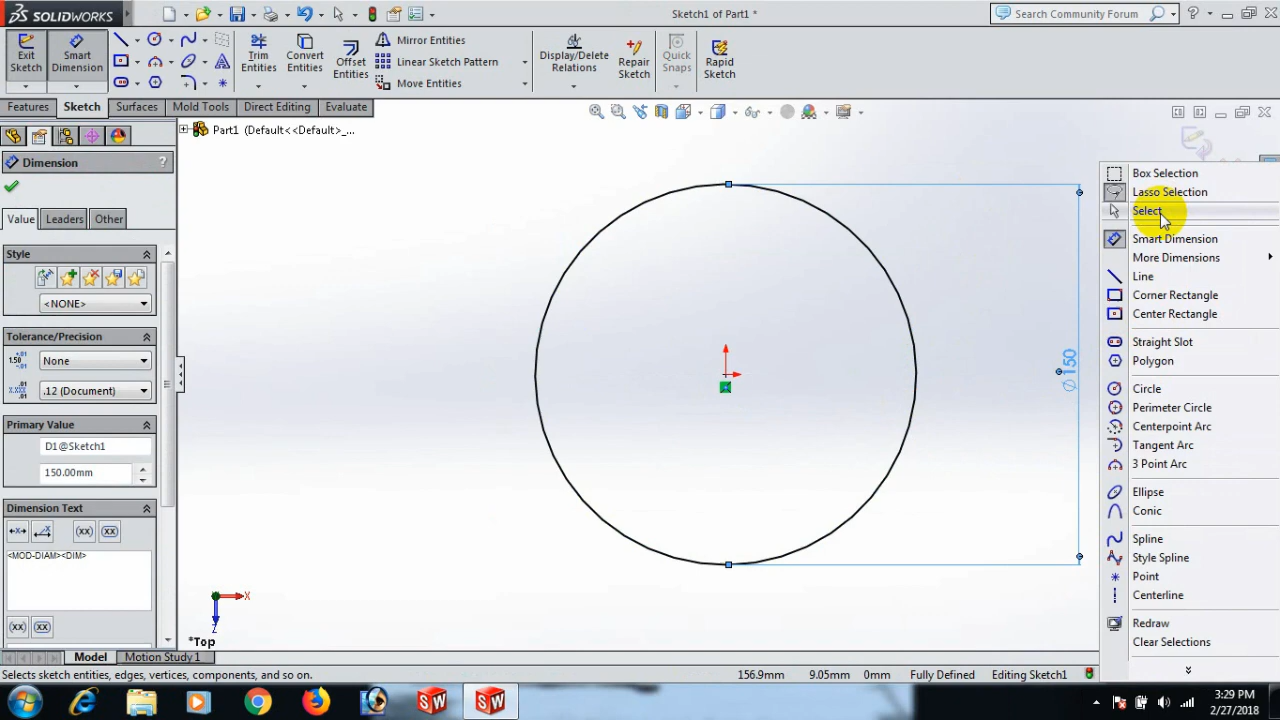 SOLIDWORKS
Sketch1 of Part1 *
Search Community Forum
Exit Sketch
Smart Dimension
Trim Entities
Convert Entities
Offset Entities
Mirror Entities
Linear Sketch Pattern
Move Entities
Display/Delete Relations
Repair Sketch
Quick Snaps
Rapid Sketch
Features
Sketch
Surfaces
Mold Tools
Direct Editing
Evaluate
Part1 (Default<<Default>_...
Dimension
?
Value
Leaders
Other
Style
<NONE>
Tolerance/Precision
None
.12 (Document)
Primary Value
D1@Sketch1
150.00mm
Dimension Text
<MOD-DIAM><DIM>
Ø150
X
Z
*Top
Box Selection
Lasso Selection
Select
Smart Dimension
More Dimensions
Line
Corner Rectangle
Center Rectangle
Straight Slot
Polygon
Circle
Perimeter Circle
Centerpoint Arc
Tangent Arc
3 Point Arc
Ellipse
Conic
Spline
Style Spline
Point
Centerline
Redraw
Clear Selections
Model
Motion Study 1
Selects sketch entities, edges, vertices, components, and so on.
156.9mm
9.05mm
0mm
Fully Defined
Editing Sketch1
3:29 PM
2/27/2018